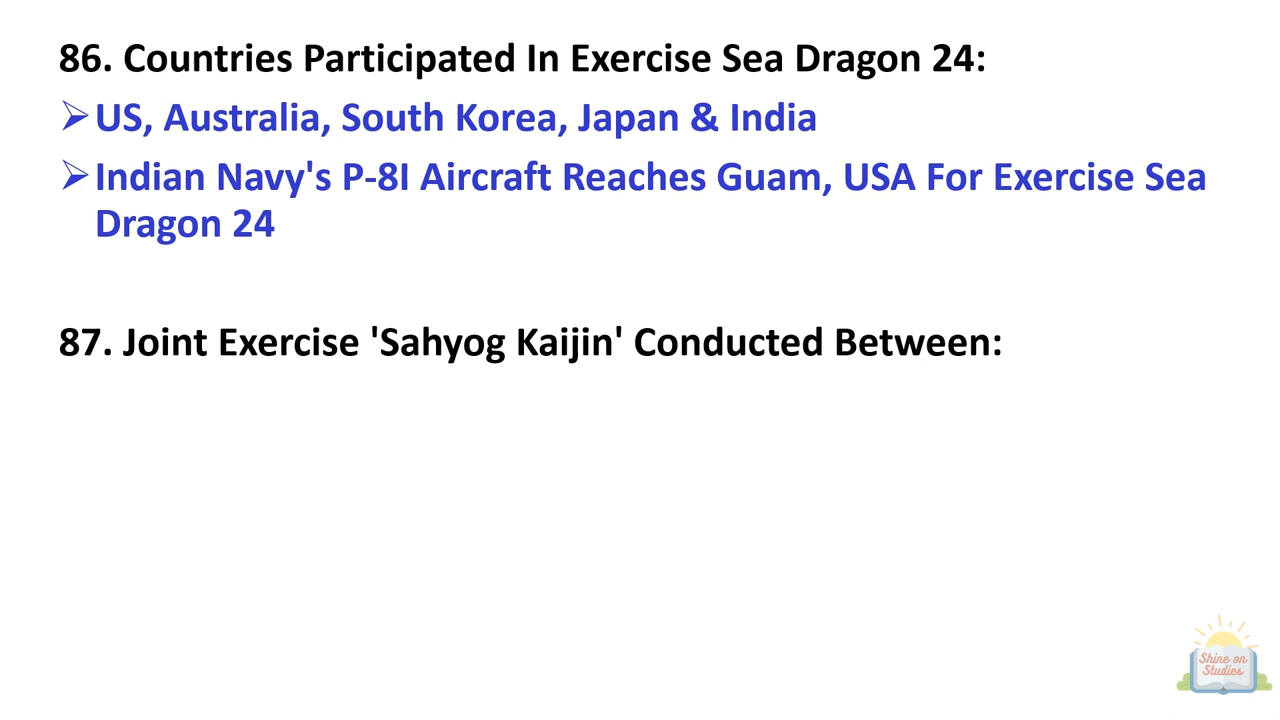 86. Countries Participated In Exercise Sea Dragon 24:
➢US, Australia, South Korea, Japan & India
➢Indian Navy's P-8I Aircraft Reaches Guam, USA For Exercise Sea
Dragon 24
87. Joint Exercise 'Sahyog Kaijin' Conducted Between:
Shine on
Studies